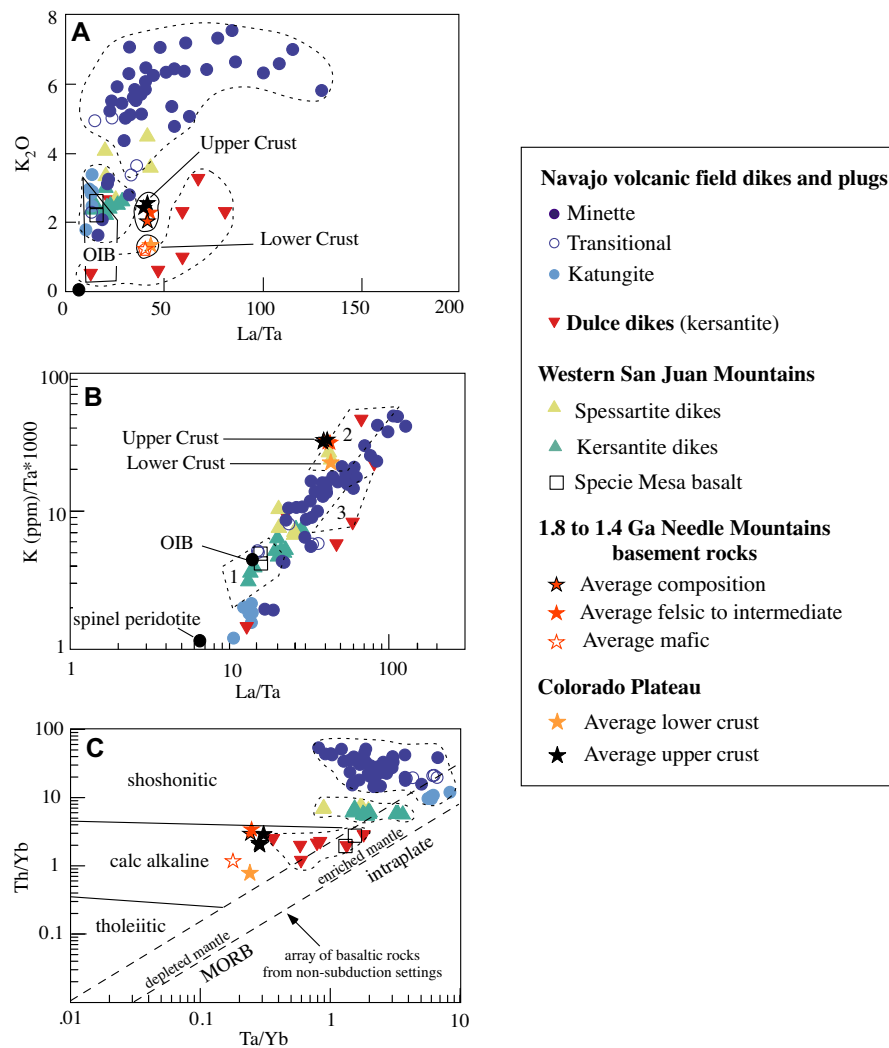 A
8
6
4
2
0
K2O
Upper Crust
Lower Crust
OIB
0
50
100
150
200
La/Ta
B
100
10
1
K (ppm)/Ta*1000
Upper Crust
Lower Crust
2
3
OIB
1
spinel peridotite
1
10
100
La/Ta
C
100
10
1
0.1
Th/Yb
shoshonitic
calc alkaline
tholeiitic
enriched mantle
intraplate
depleted mantle
MORB
array of basaltic rocks
from non-subduction settings
.01
0.1
1
10
Ta/Yb
Navajo volcanic field dikes and plugs
Minette
Transitional
Katungite
Dulce dikes (kersantite)
Western San Juan Mountains
Spessartite dikes
Kersantite dikes
Specie Mesa basalt
1.8 to 1.4 Ga Needle Mountains
basement rocks
Average composition
Average felsic to intermediate
Average mafic
Colorado Plateau
Average lower crust
Average upper crust